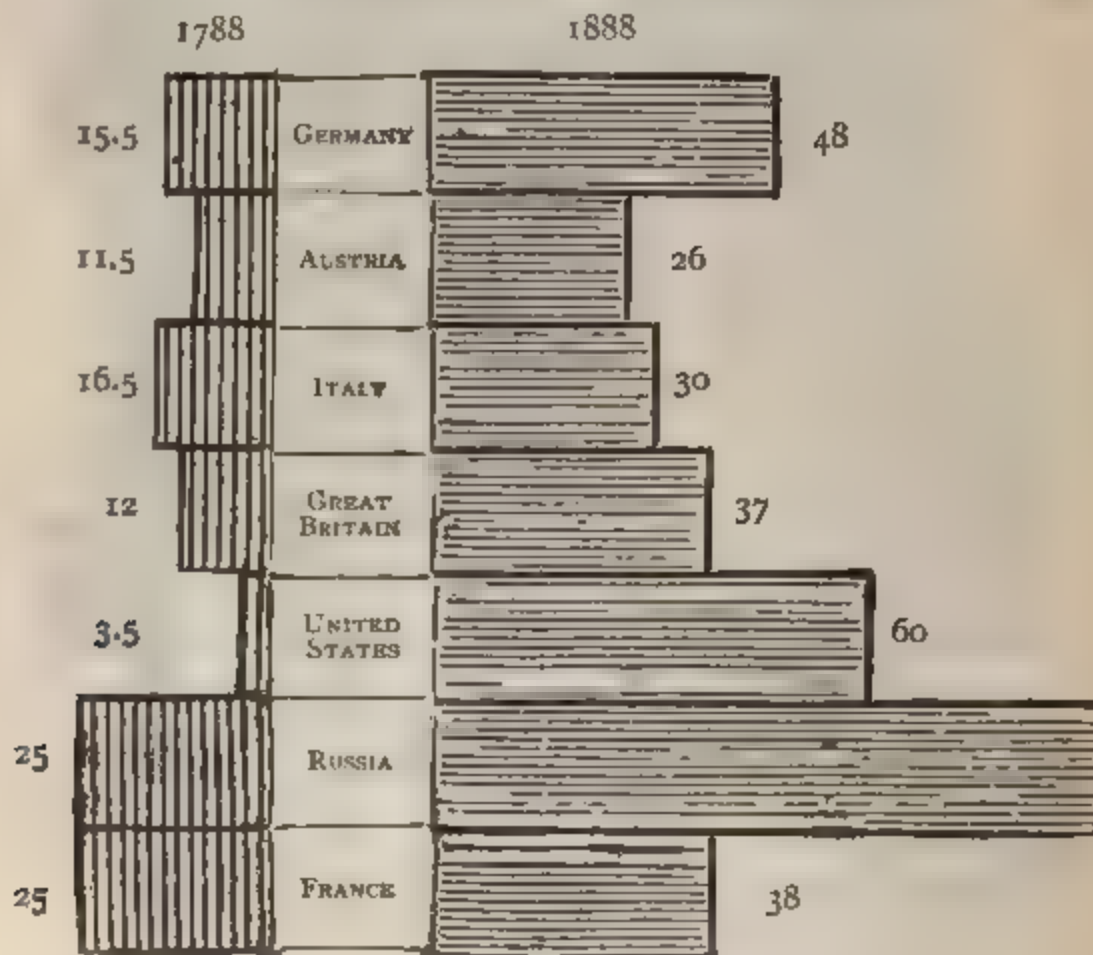 1788 1888
15.5 GERMANY 48
11.5 AUSTRIA 26
16.5 ITALY 30
12 GREAT BRITAIN 37
3.5 UNITED STATES 60
25 RUSSIA
25 FRANCE 38